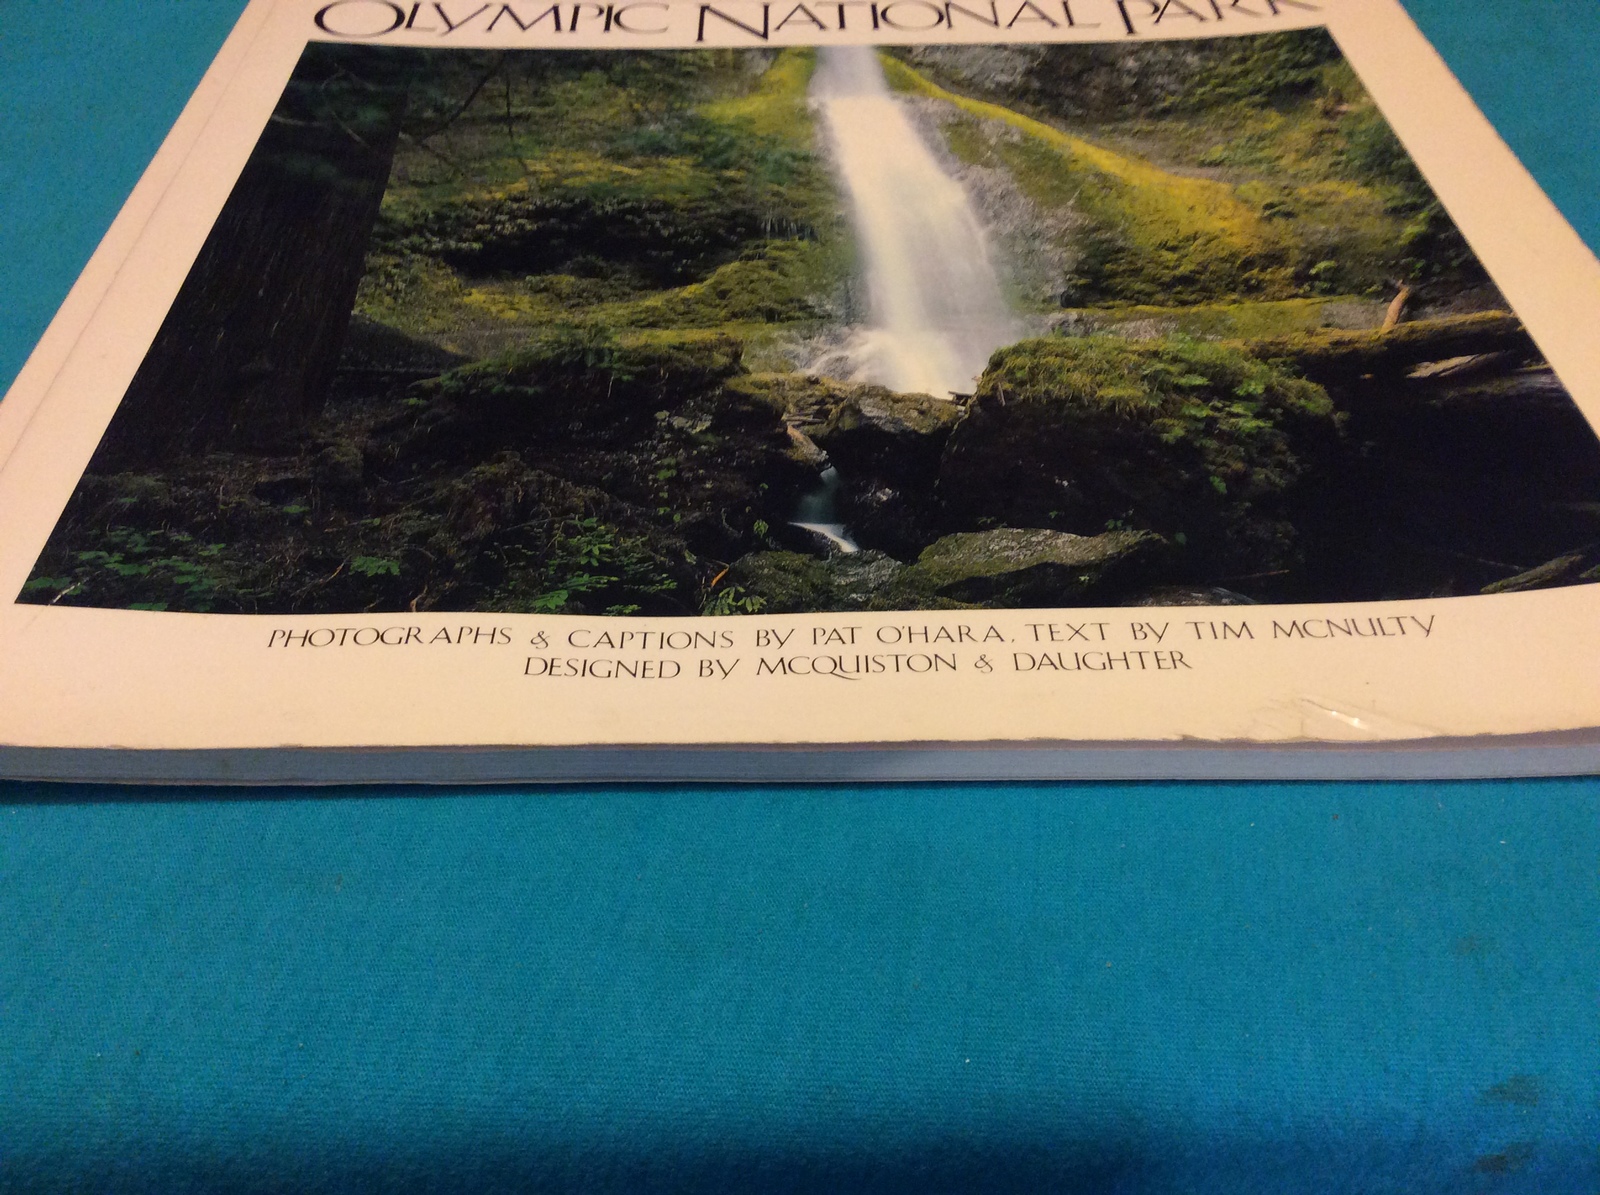 OLYMPIC NATIONAL PARK
PHOTOGRAPHS & CAPTIONS BY PAT O'HARA, TEXT BY TIM MCNULTY
DESIGNED BY MCQUISTON & DAUGHTER